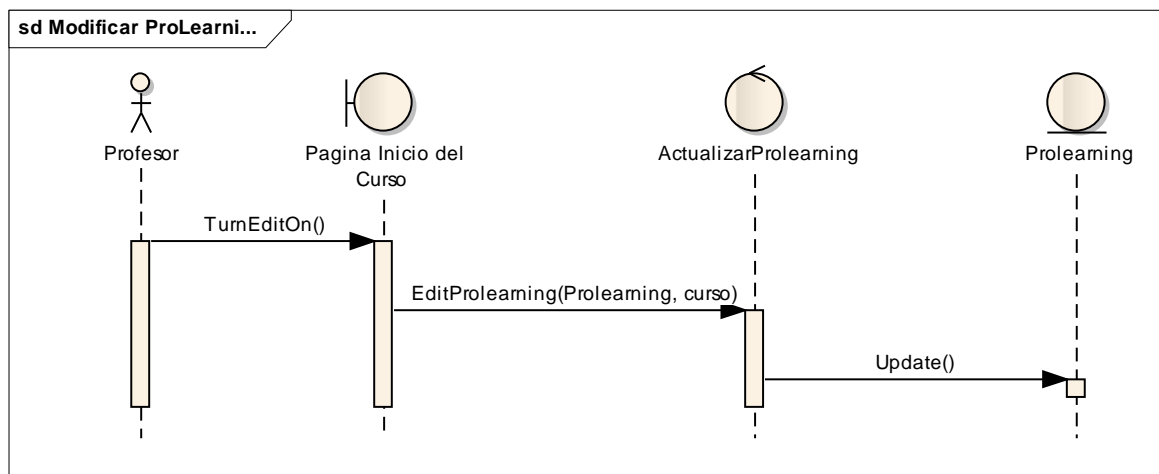 sd Modificar ProLearni...
Profesor
Pagina Inicio del
Curso
ActualizarProlearning
Prolearning
TurnEditOn()
EditProlearning(Prolearning, curso)
Update()